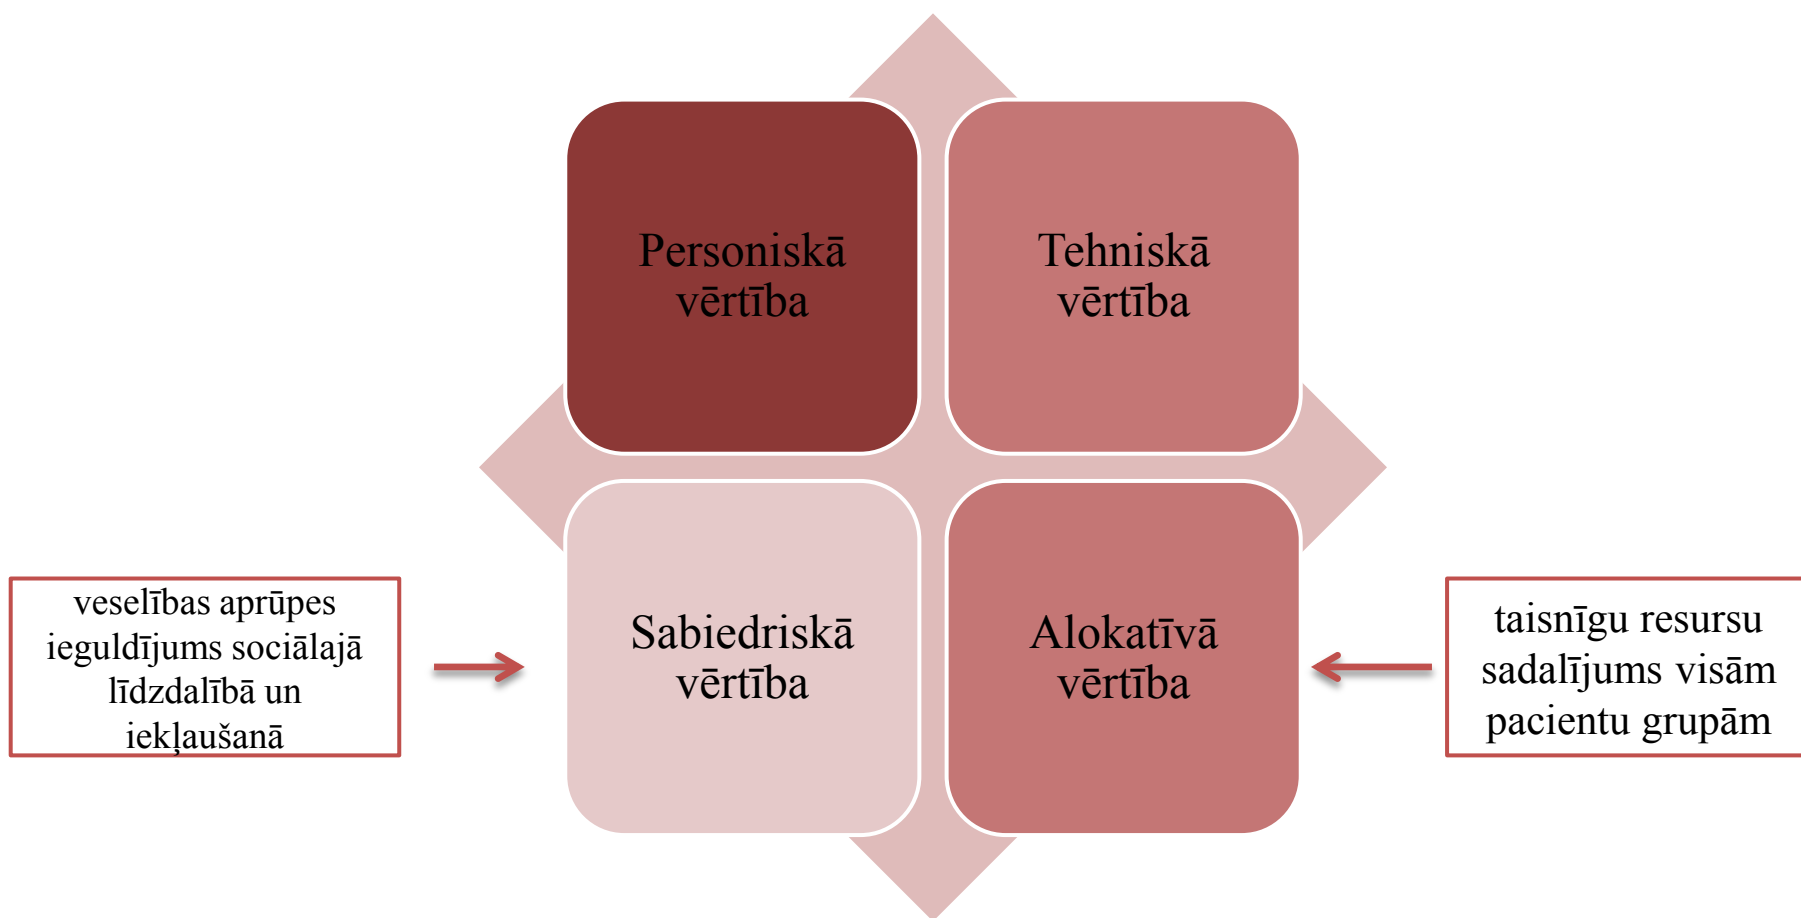 Personiskā
vērtība
Tehniskā
vērtība
veselības aprūpes
ieguldījums sociālajā
līdzdalībā un
iekļaušanā
Sabiedriskā
vērtība
Alokatīvā
vērtība
taisnīgu resursu
sadalījums visām
pacientu grupām